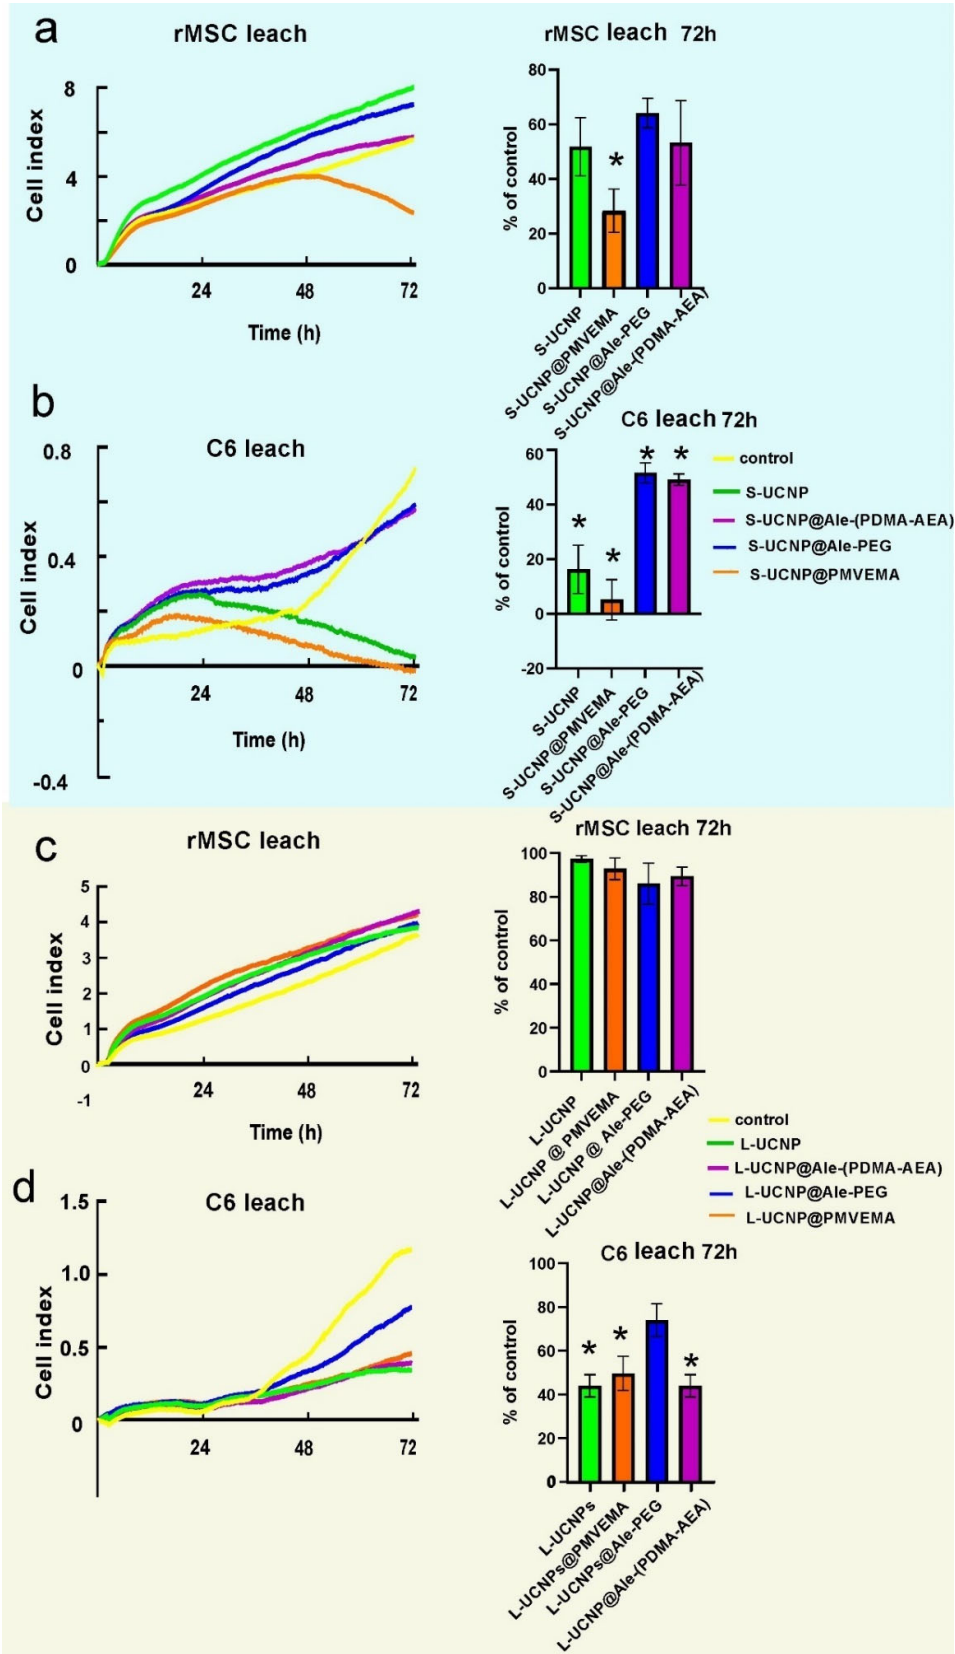 a
rMSC leach
Cell index
8
4
0
24
48
72
Time (h)
rMSC leach 72h
% of control
80
60
40
20
0
*
S-UCNP
S-UCNP@PMVEMA
S-UCNP@Ale-PEG
S-UCNP@Ale-(PDMA-AEA)
b
C6 leach
Cell index
0.8
0.4
0
-0.4
24
48
72
Time (h)
C6 leach 72h
% of control
60
40
20
0
-20
*
*
*
*
S-UCNP
S-UCNP@PMVEMA
S-UCNP@Ale-PEG
S-UCNP@Ale-(PDMA-AEA)
control
S-UCNP
S-UCNP@Ale-(PDMA-AEA)
S-UCNP@Ale-PEG
S-UCNP@PMVEMA
c
rMSC leach
Cell index
5
4
3
2
1
0
-1
24
48
72
Time (h)
rMSC leach 72h
% of control
100
80
60
40
20
0
L-UCNP
L-UCNP @ PMVEMA
L-UCNP @ Ale-PEG
L-UCNP@Ale-(PDMA-AEA)
control
L-UCNP
L-UCNP@Ale-(PDMA-AEA)
L-UCNP@Ale-PEG
L-UCNP@PMVEMA
d
C6 leach
Cell index
1.5
1.0
0.5
0
24
48
72
C6 leach 72h
% of control
100
80
60
40
20
0
*
*
*
L-UCNPs
L-UCNPs@PMVEMA
L-UCNPs@Ale-PEG
L-UCNP@Ale-(PDMA-AEA)